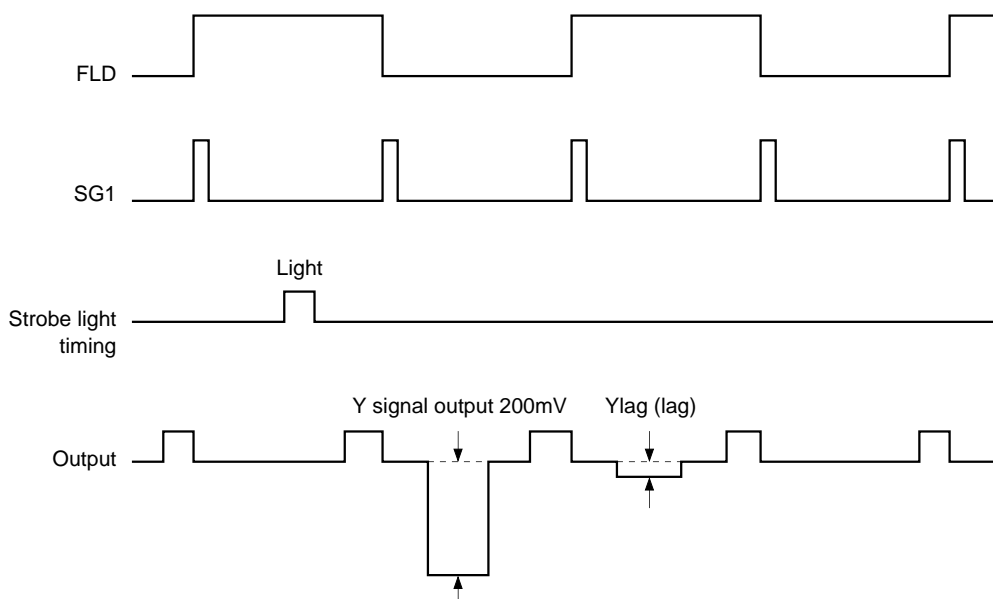 FLD
SG1
Light
Strobe light
timing
Y signal output 200mV
Ylag (lag)
Output